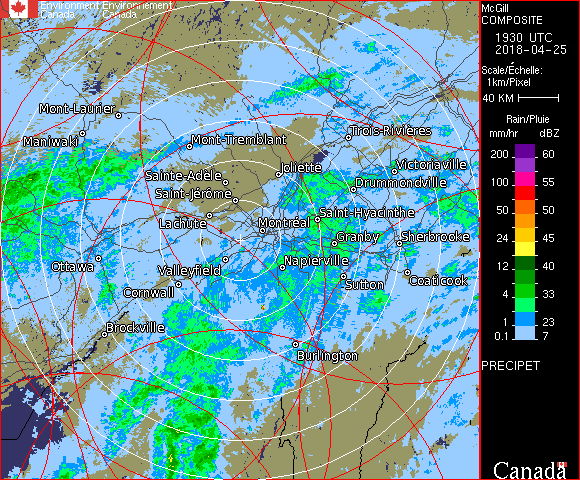 Environment Environnement
Canada Canada
McGill
COMPOSITE
1930 UTC
2018-04-25
Scale/Échelle:
1km/Pixel
40 KM
Rain/Pluie
mm/hr dBZ
200 60
100 55
50 50
24 45
12 40
4 33
1 23
0.1 7
PRECIPET
Canada
Mont-Laurier
Maniwaki
Mont-Tremblant
Trois-Rivières
Sainte-Adèle
Joliette
Victoriaville
Saint-Jérôme
Drummondville
Lachute
Montréal
Saint-Hyacinthe
Granby
Sherbrooke
Ottawa
Valleyfield
Napierville
Cornwall
Sutton
Coaticook
Brockville
Burlington